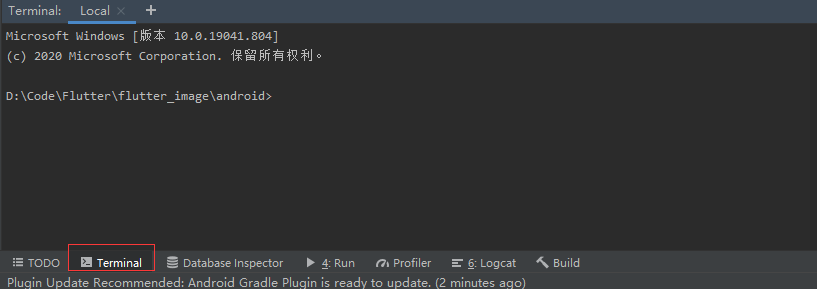 Terminal: Local × +
Microsoft Windows [版本 10.0.19041.804]
(c) 2020 Microsoft Corporation. 保留所有权利。
D:\Code\Flutter\flutter_image\android>
TODO Terminal Database Inspector 4: Run Profiler 6: Logcat Build
Plugin Update Recommended: Android Gradle Plugin is ready to update. (2 minutes ago)